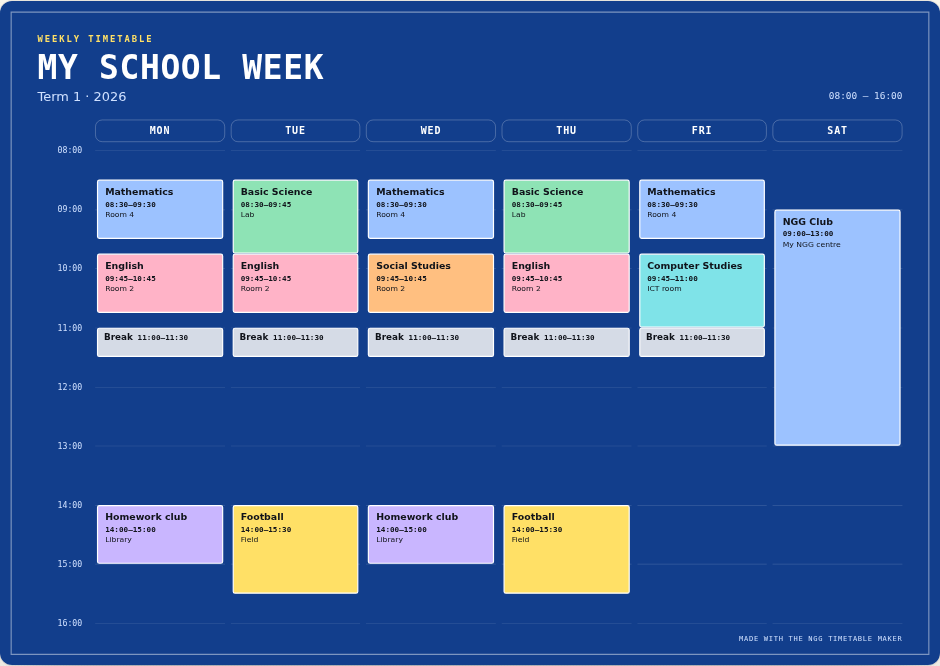 WEEKLY TIMETABLE
MY SCHOOL WEEK
Term 1 · 2026
08:00 — 16:00
MON TUE WED THU FRI SAT
08:00
Mathematics
08:30–09:30
Room 4
Basic Science
08:30–09:45
Lab
Mathematics
08:30–09:30
Room 4
Basic Science
08:30–09:45
Lab
Mathematics
08:30–09:30
Room 4
09:00
NGG Club
09:00–13:00
My NGG centre
English
09:45–10:45
Room 2
English
09:45–10:45
Room 2
Social Studies
09:45–10:45
Room 2
English
09:45–10:45
Room 2
Computer Studies
09:45–11:00
ICT room
10:00
11:00
Break 11:00–11:30
Break 11:00–11:30
Break 11:00–11:30
Break 11:00–11:30
Break 11:00–11:30
12:00
13:00
14:00
Homework club
14:00–15:00
Library
Football
14:00–15:30
Field
Homework club
14:00–15:00
Library
Football
14:00–15:30
Field
15:00
16:00
MADE WITH THE NGG TIMETABLE MAKER